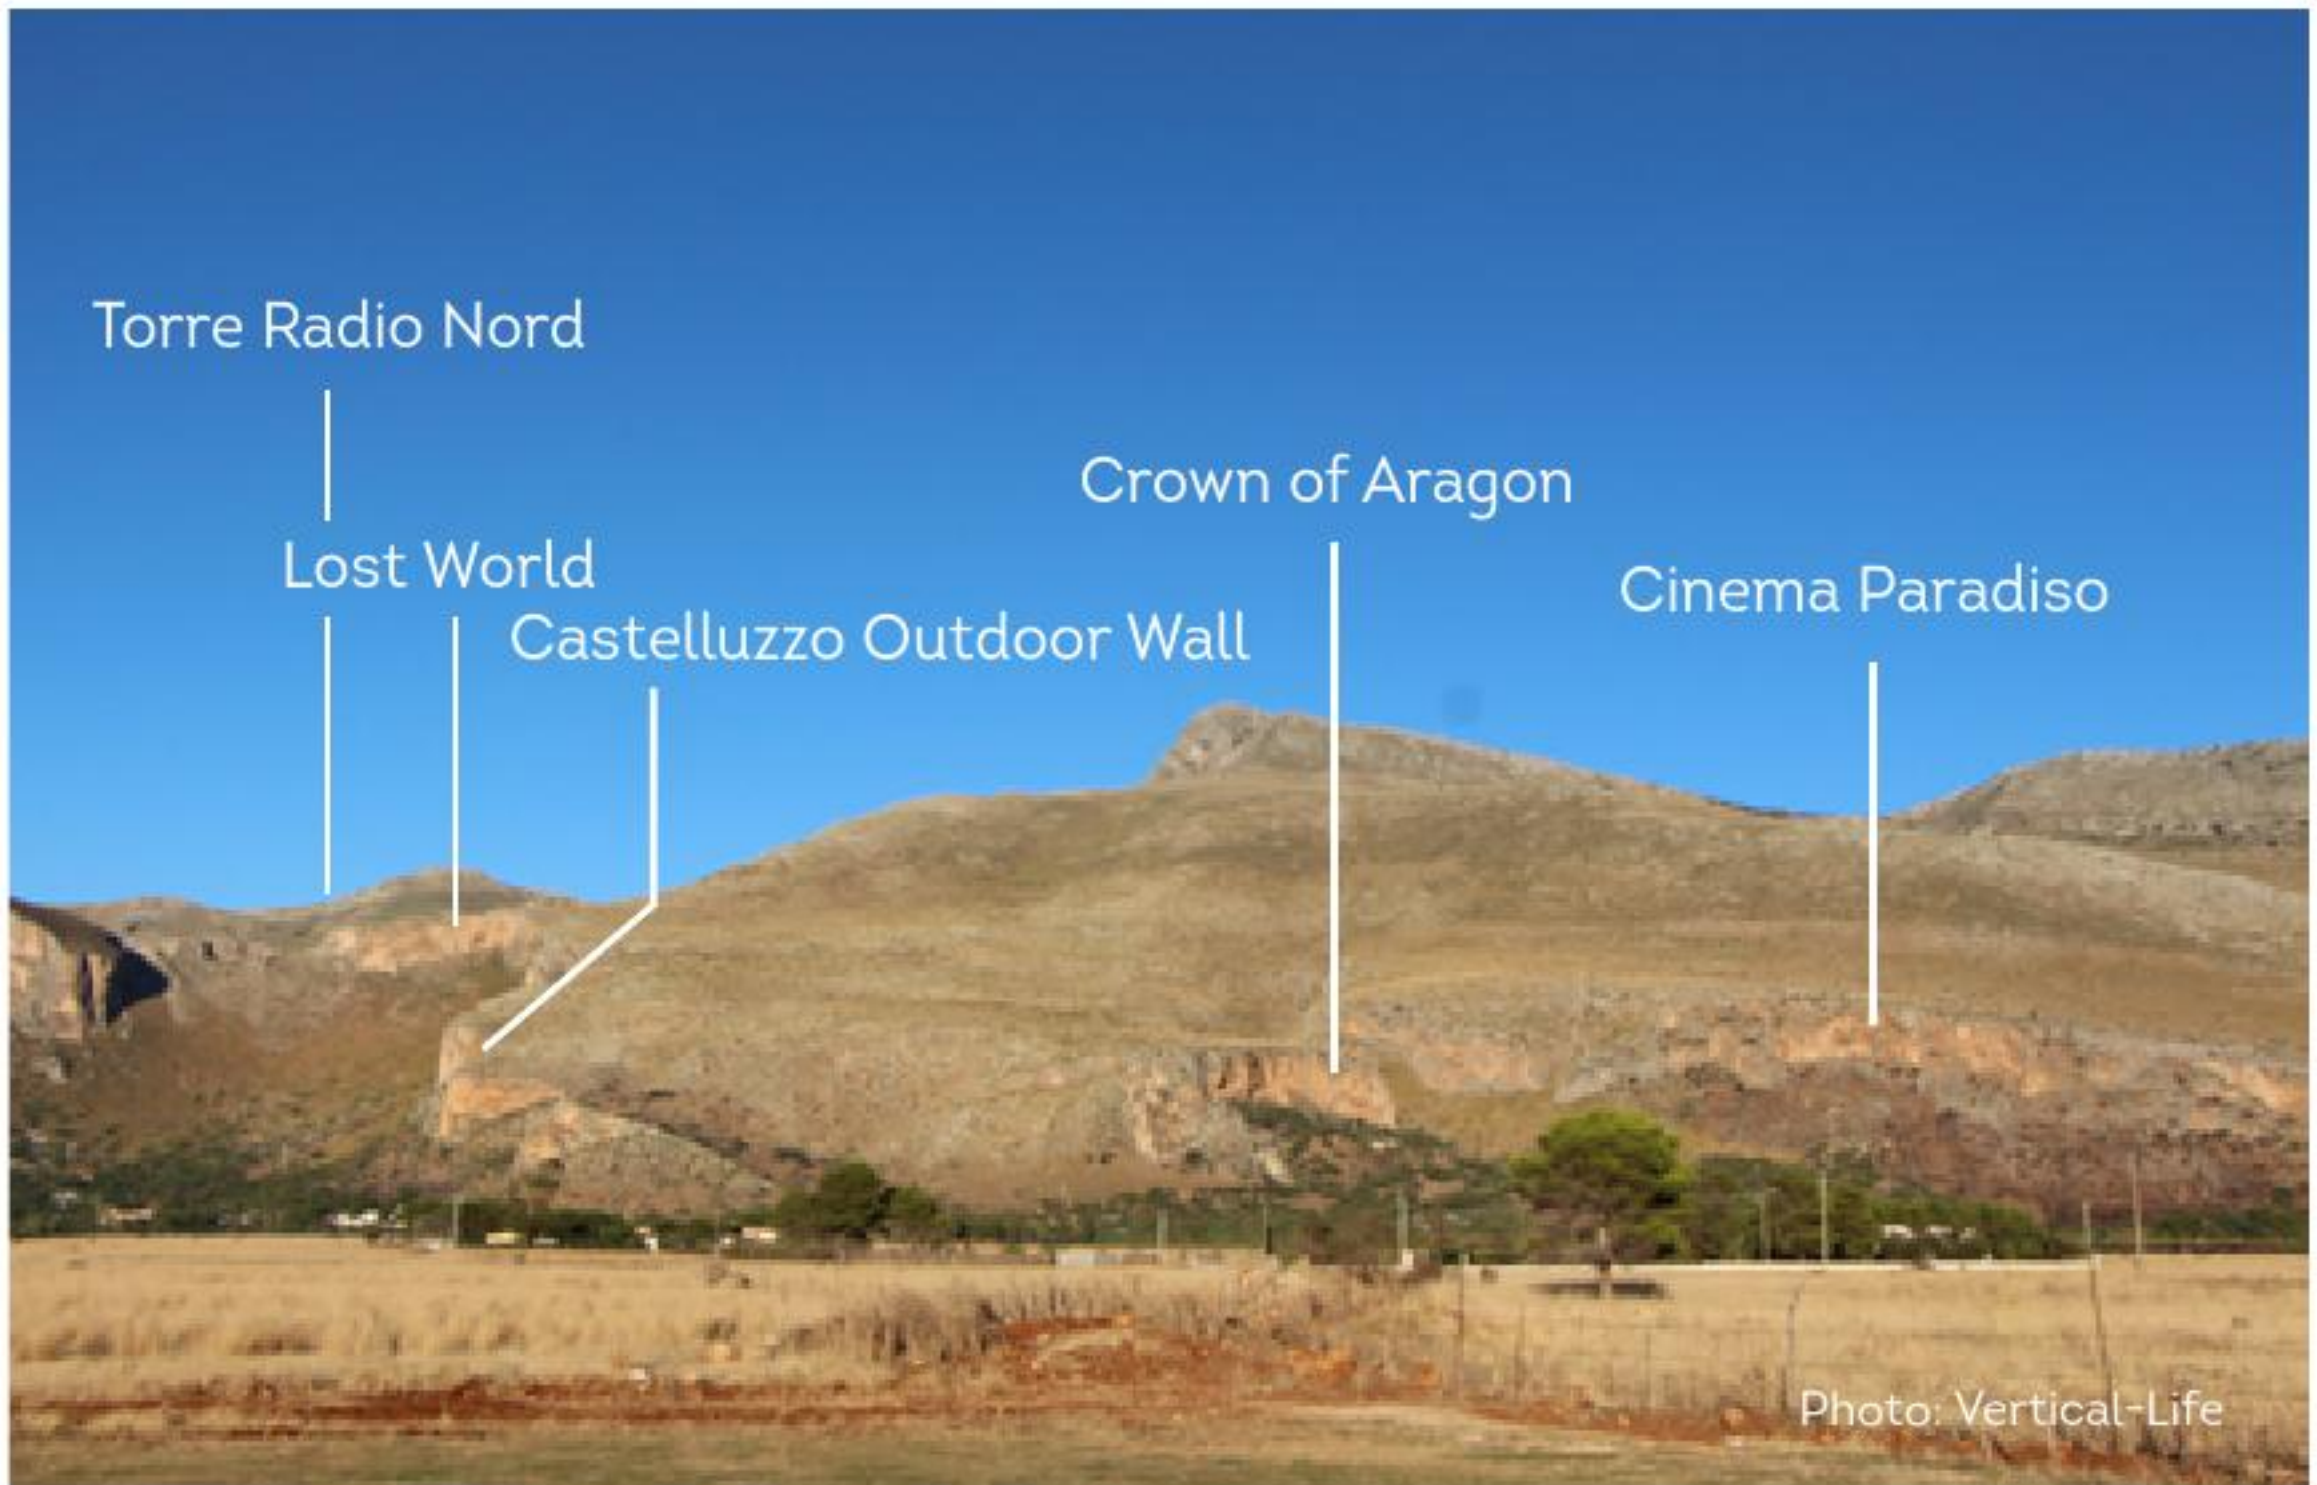 Torre Radio Nord
Lost World
Castelluzzo Outdoor Wall
Crown of Aragon
Cinema Paradiso
Photo: Vertical-Life